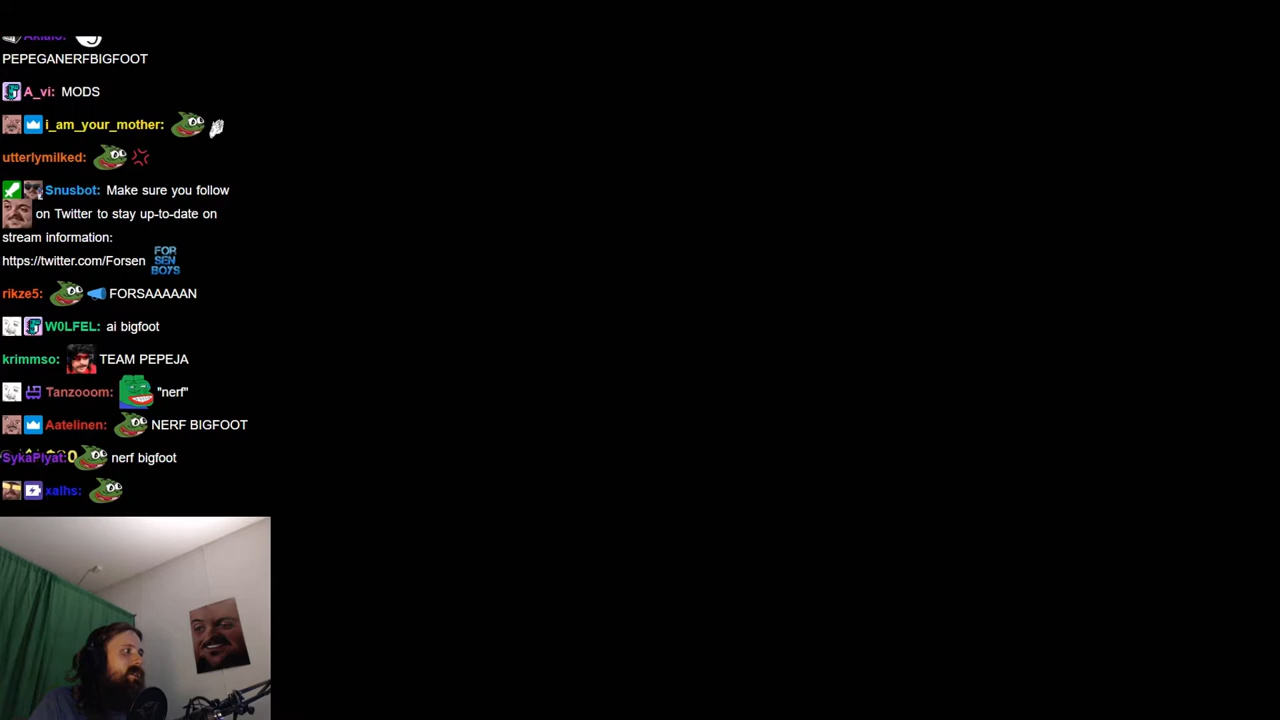 PEPEGANERFBIGFOOT
A_vi: MODS
i_am_your_mother:
utterlymilked:
Snusbot: Make sure you follow
on Twitter to stay up-to-date on
stream information:
https://twitter.com/Forsen FOR SEN BOYS
rikze5: FORSAAAAAN
W0LFEL: ai bigfoot
krimmso: TEAM PEPEJA
Tanzooom: "nerf"
Aatelinen: NERF BIGFOOT
SykaPlyat: nerf bigfoot
xalhs: